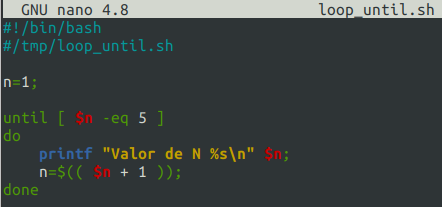 GNU nano 4.8 loop_until.sh
#!/bin/bash
#/tmp/loop_until.sh
n=1;
until [ $n -eq 5 ]
do
printf "Valor de N %s\n" $n;
n=$(( $n + 1 ));
done